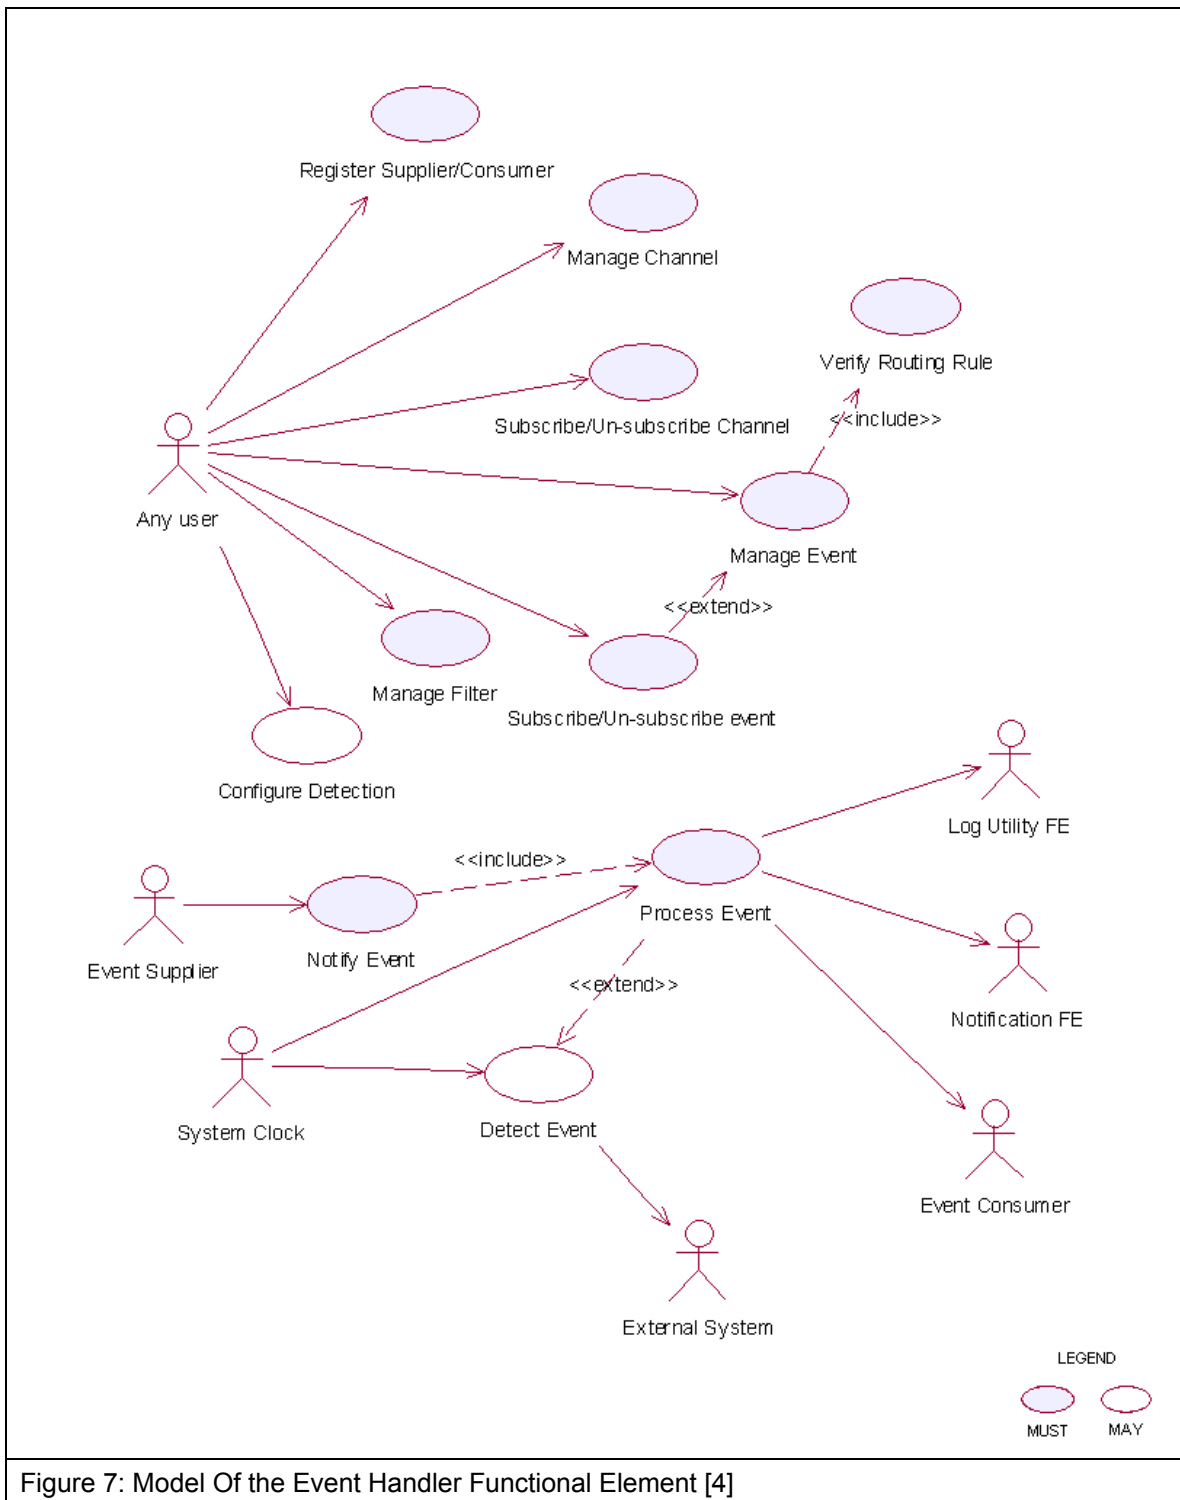 Register Supplier/Consumer
Manage Channel
Verify Routing Rule
Subscribe/Un-subscribe Channel
<<include>>
Any user
Manage Event
<<extend>>
Manage Filter
Subscribe/Un-subscribe event
Configure Detection
Log Utility FE
<<include>>
Process Event
Event Supplier
Notify Event
<<extend>>
Notification FE
System Clock
Detect Event
Event Consumer
External System
LEGEND
MUST
MAY
Figure 7: Model Of the Event Handler Functional Element [4]